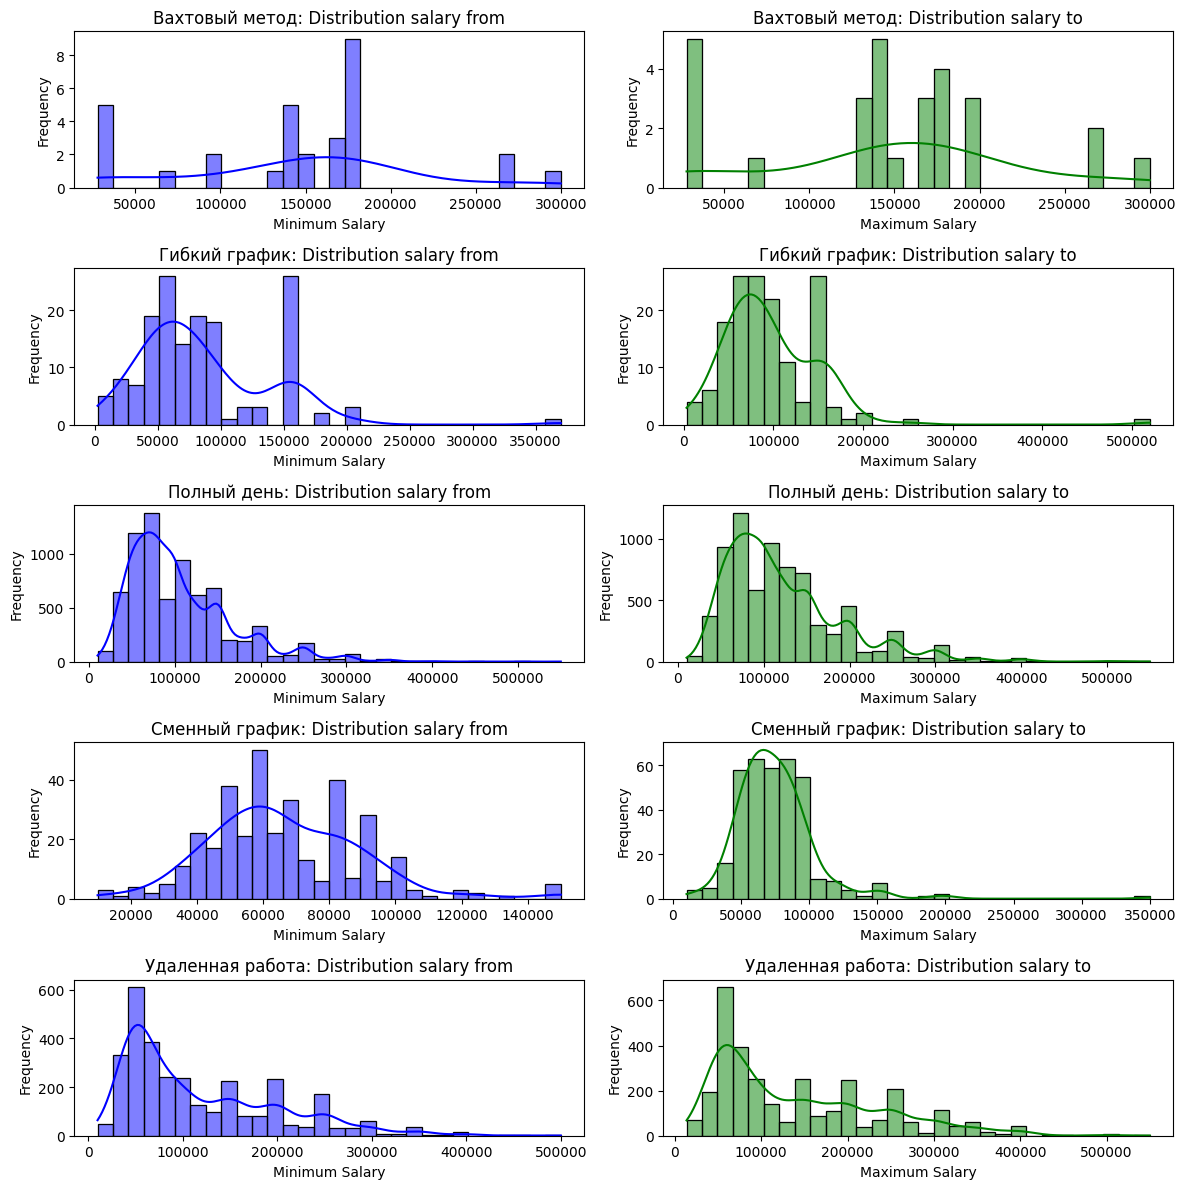 Вахтовый метод: Distribution salary from
Frequency
0 2 4 6 8
50000 100000 150000 200000 250000 300000
Minimum Salary
Вахтовый метод: Distribution salary to
Frequency
0 2 4
50000 100000 150000 200000 250000 300000
Maximum Salary
Гибкий график: Distribution salary from
Frequency
0 10 20
0 50000 100000 150000 200000 250000 300000 350000
Minimum Salary
Гибкий график: Distribution salary to
Frequency
0 10 20
0 100000 200000 300000 400000 500000
Maximum Salary
Полный день: Distribution salary from
Frequency
0 500 1000
0 100000 200000 300000 400000 500000
Minimum Salary
Полный день: Distribution salary to
Frequency
0 500 1000
0 100000 200000 300000 400000 500000
Maximum Salary
Сменный график: Distribution salary from
Frequency
0 20 40
20000 40000 60000 80000 100000 120000 140000
Minimum Salary
Сменный график: Distribution salary to
Frequency
0 20 40 60
0 50000 100000 150000 200000 250000 300000 350000
Maximum Salary
Удаленная работа: Distribution salary from
Frequency
0 200 400 600
0 100000 200000 300000 400000 500000
Minimum Salary
Удаленная работа: Distribution salary to
Frequency
0 200 400 600
0 100000 200000 300000 400000 500000
Maximum Salary